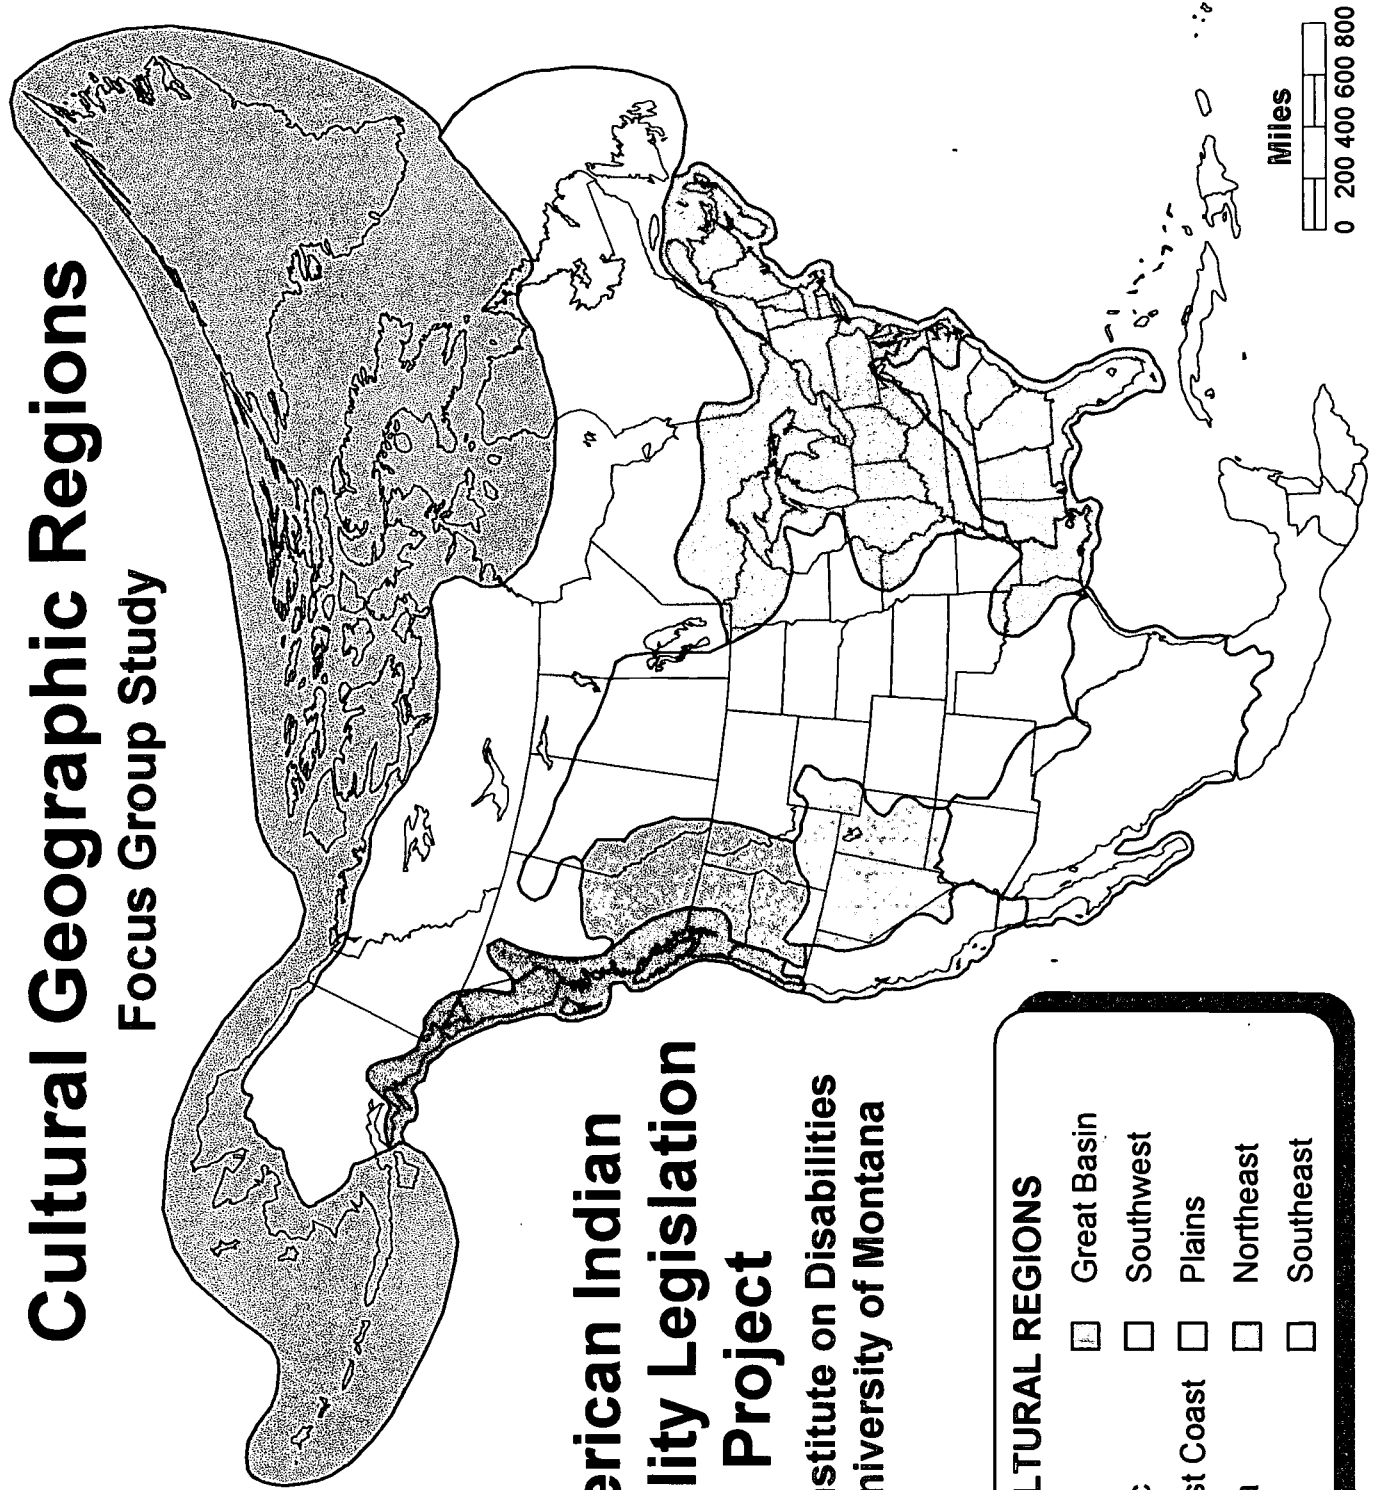 Cultural Geographic Regions
Focus Group Study
erican Indian
lity Legislation
Project
stitute on Disabilities
niversity of Montana
LTURAL REGIONS
Great Basin
Southwest
st Coast
Plains
Northeast
Southeast
Miles
0 200 400 600 800